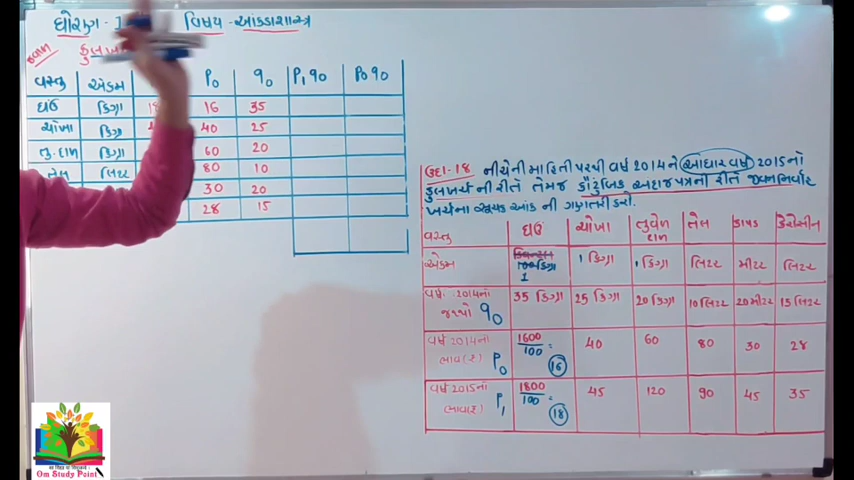 ધોરણ -
વિષય - આંકડાશાસ્ત્ર
વસ્તુ એકમ P₀ q₀ P₁q₀ P₀q₀
ઘઉં કિગ્રા 18 16 35
ચોખા કિગ્રા 40 25
તુ.દાળ કિગ્રા 60 20
તેલ લિટર 80 10
30 20
28 15
ઉદા-18 નીચેની માહિતી પરથી વર્ષ 2014ને આધાર વર્ષ 2015નો
કુલખર્ચ ની રીતે તેમજ કૌટુંબિક અંદાજપત્રની રીતે જીવનનિર્વાહ
ખર્ચના સૂચક આંક ની ગણતરી કરો.
વસ્તુ ઘઉં ચોખા તુવેળ દાળ તેલ કાપડ કેરોસીન
એકમ 1 કિગ્રા 1 કિગ્રા 1 કિગ્રા લિટર મીટર લિટર
વર્ષ 2014નો જથ્થો q₀ 35 કિગ્રા 25 કિગ્રા 20 કિગ્રા 10 લિટર 20 મીટર 15 લિટર
વર્ષ 2014ના ભાવ(₹) P₀ 1600/100 = 16 40 60 80 30 28
વર્ષ 2015નો ભાવ(₹) P₁ 1800/100 = 18 45 120 90 45 35
Om Study Point